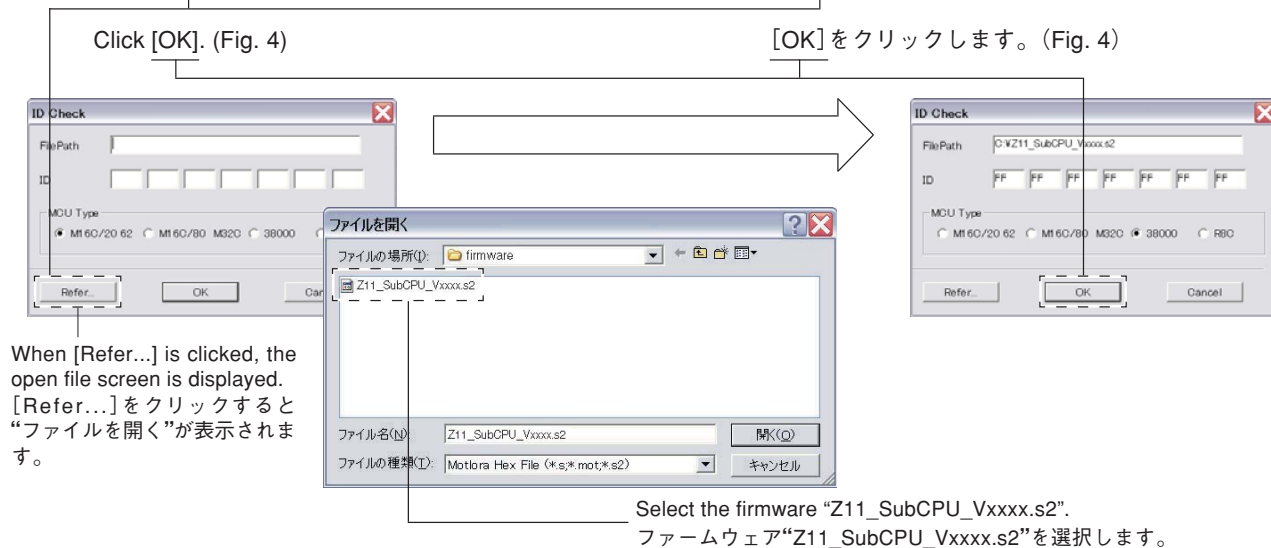 Click [OK]. (Fig. 4)
[OK]をクリックします。（Fig. 4）
ID Check
FilePath
ID
MCU Type
M16C/20 62 M16C/80 M32C 38000
Refer... OK
When [Refer...] is clicked, the
open file screen is displayed.
[Refer...]をクリックすると
“ファイルを開く”が表示されま
す。
ファイルを開く
ファイルの場所(I): firmware
Z11_SubCPU_Vxxxx.s2
ファイル名(N): Z11_SubCPU_Vxxxx.s2 開く(O)
ファイルの種類(T): Motlora Hex File (*.s;*.mot;*.s2) キャンセル
Select the firmware “Z11_SubCPU_Vxxxx.s2”.
ファームウェア“Z11_SubCPU_Vxxxx.s2”を選択します。
ID Check
FilePath C:¥Z11_SubCPU_Vxxxx.s2
ID FF FF FF FF FF FF FF
MCU Type
M16C/20 62 M16C/80 M32C 38000 R8C
Refer... OK Cancel